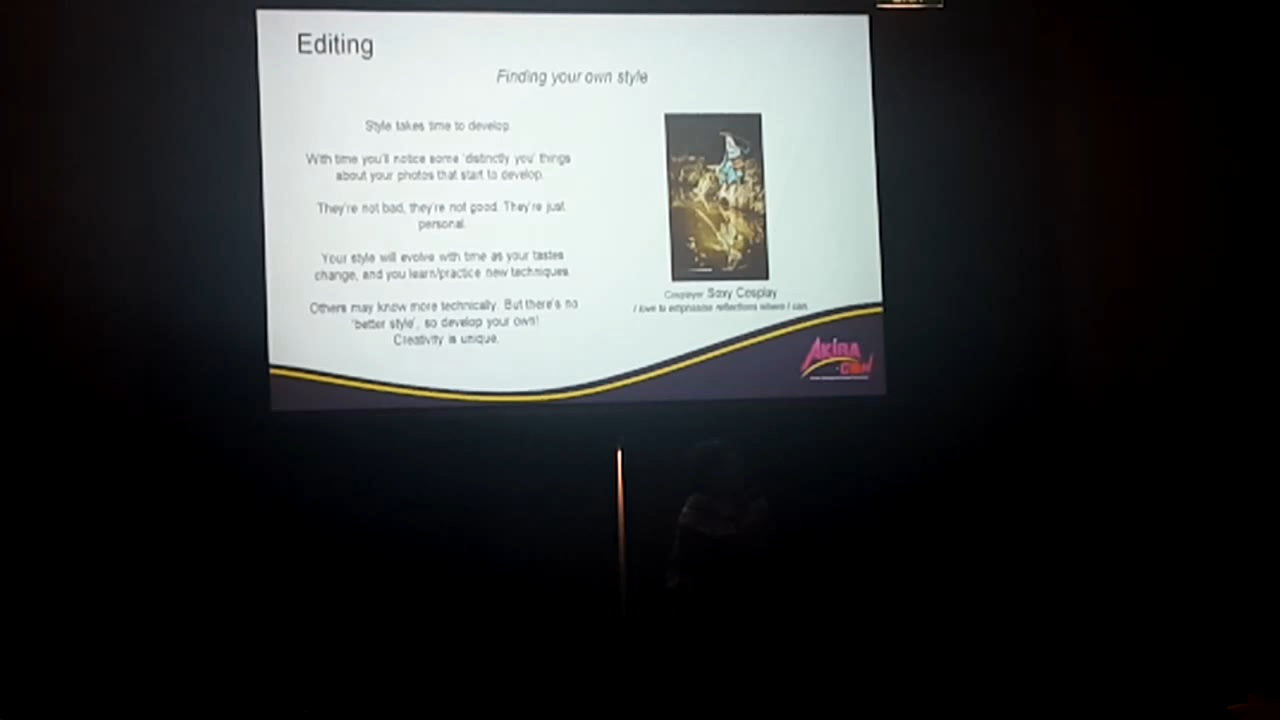 Editing
Finding your own style
Style takes time to develop.
With time you'll notice some 'distinctly you' things
about your photos that start to develop.
They're not bad, they're not good. They're just
personal.
Your style will evolve with time as your tastes
change, and you learn/practice new techniques.
Others may know more technically. But there's no
'better style', so develop your own!
Creativity is unique.
Cosplayer Soxy Cosplay
I love to emphasise reflections where I can.
AKIBA
-CON